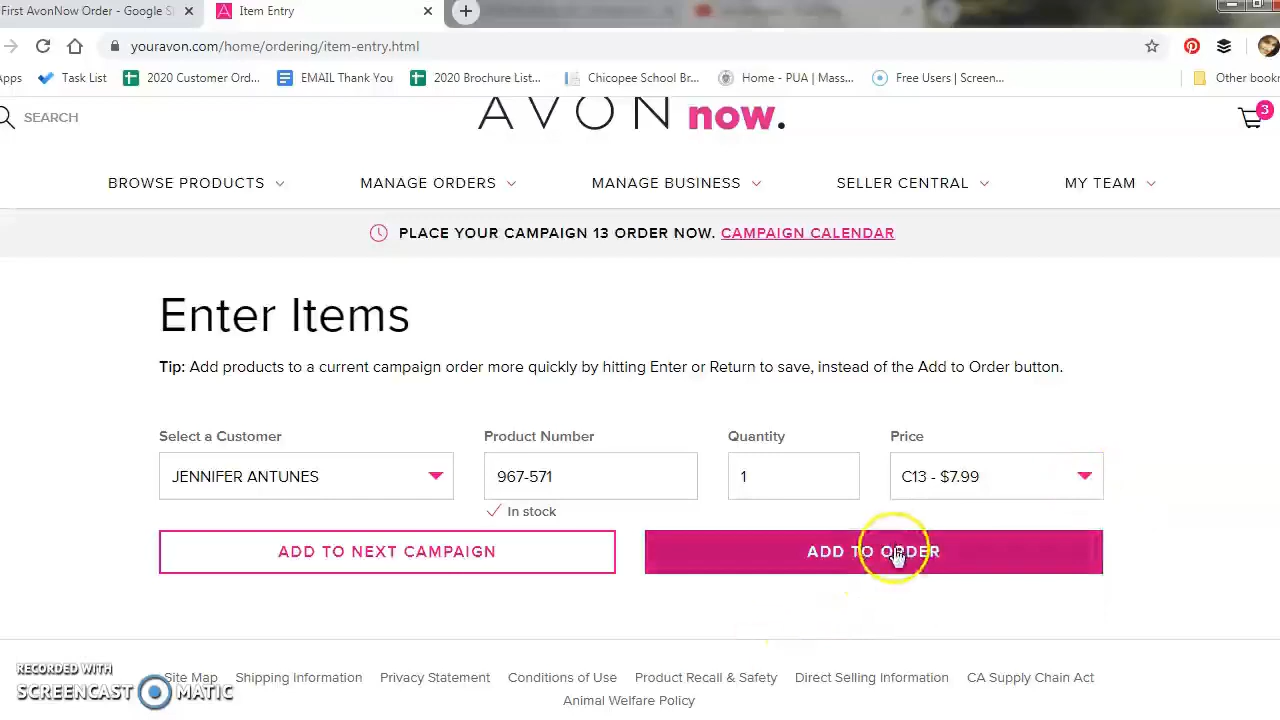 First AvonNow Order - Google S
Item Entry
youravon.com/home/ordering/item-entry.html
Apps
Task List
2020 Customer Ord...
EMAIL Thank You
2020 Brochure List...
Chicopee School Br...
Home - PUA | Mass...
Free Users | Screen...
Other bookr
SEARCH
AVON now.
3
BROWSE PRODUCTS
MANAGE ORDERS
MANAGE BUSINESS
SELLER CENTRAL
MY TEAM
PLACE YOUR CAMPAIGN 13 ORDER NOW. CAMPAIGN CALENDAR
Enter Items
Tip: Add products to a current campaign order more quickly by hitting Enter or Return to save, instead of the Add to Order button.
Select a Customer
Product Number
Quantity
Price
JENNIFER ANTUNES
967-571
1
C13 - $7.99
In stock
ADD TO NEXT CAMPAIGN
ADD TO ORDER
RECORDED WITH
SCREENCAST MATIC
Site Map
Shipping Information
Privacy Statement
Conditions of Use
Product Recall & Safety
Direct Selling Information
CA Supply Chain Act
Animal Welfare Policy